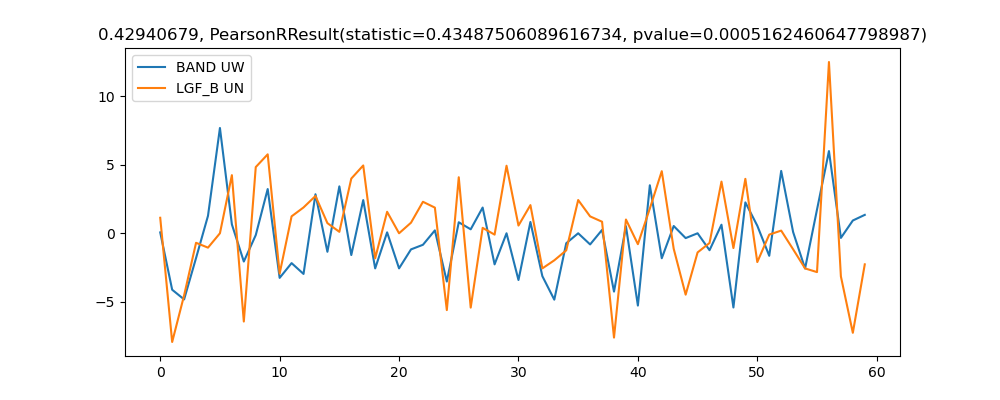 0.42940679, PearsonRResult(statistic=0.43487506089616734, pvalue=0.0005162460647798987)
BAND UW
LGF_B UN
10
5
0
−5
0 10 20 30 40 50 60